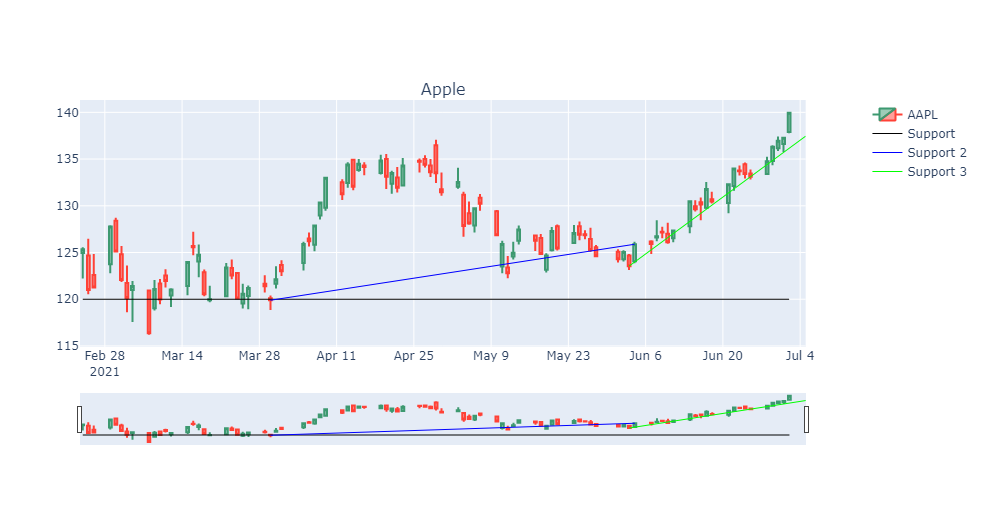 Apple
140
135
130
125
120
115
Feb 28
2021
Mar 14
Mar 28
Apr 11
Apr 25
May 9
May 23
Jun 6
Jun 20
Jul 4
AAPL
Support
Support 2
Support 3